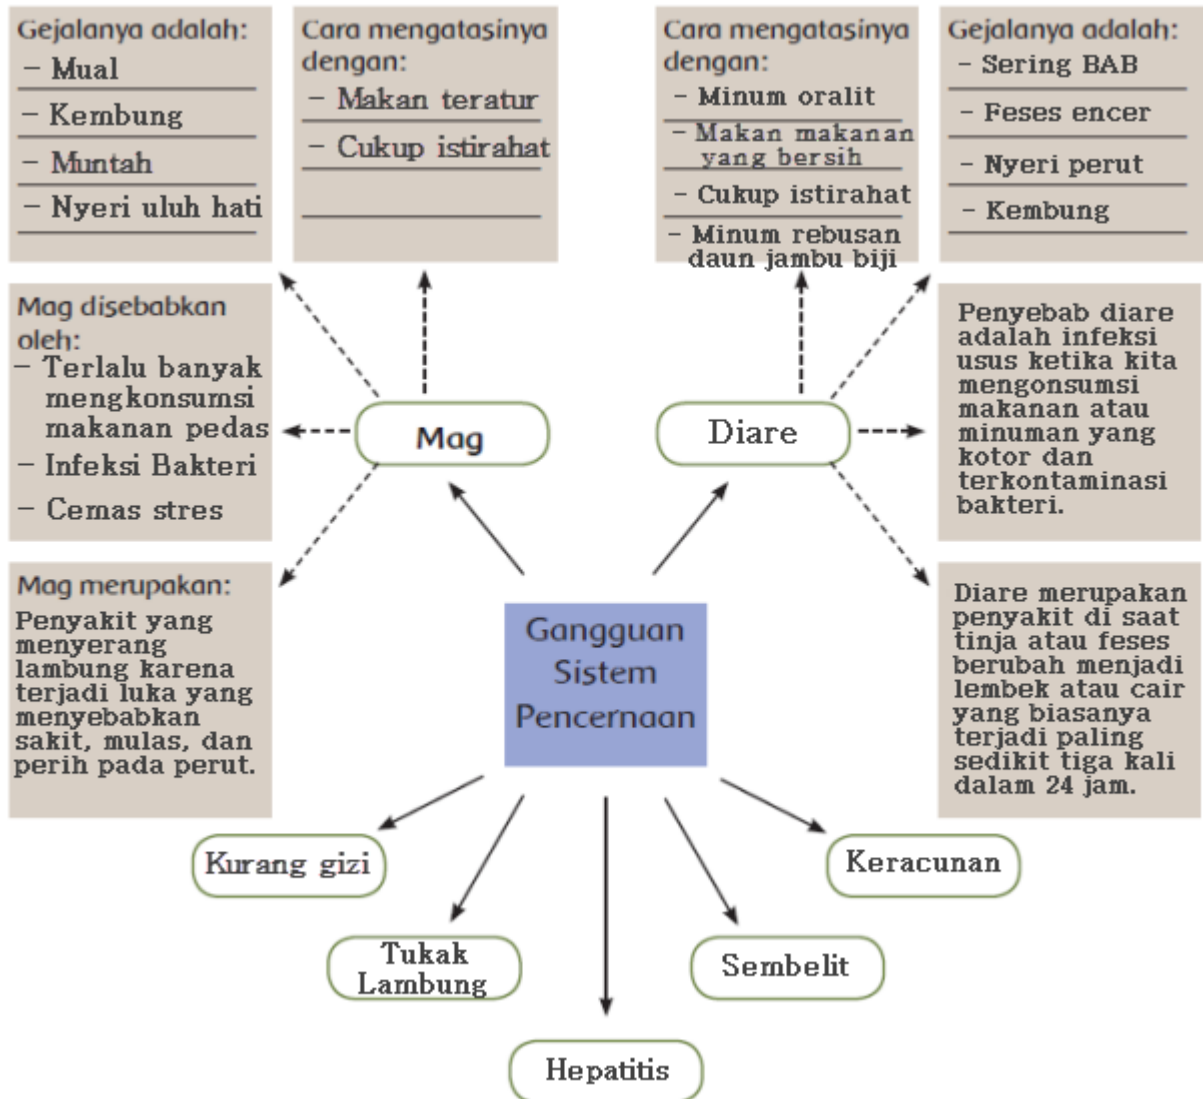 Gejalanya adalah:
- Mual
- Kembung
- Muntah
- Nyeri uluh hati
Cara mengatasinya
dengan:
- Makan teratur
- Cukup istirahat
Cara mengatasinya
dengan:
- Minum oralit
- Makan makanan
yang bersih
- Cukup istirahat
- Minum rebusan
daun jambu biji
Gejalanya adalah:
- Sering BAB
- Feses encer
- Nyeri perut
- Kembung
Mag disebabkan
oleh:
- Terlalu banyak
mengkonsumsi
makanan pedas
- Infeksi Bakteri
- Cemas stres
Mag
Diare
Penyebab diare
adalah infeksi
usus ketika kita
mengonsumsi
makanan atau
minuman yang
kotor dan
terkontaminasi
bakteri.
Mag merupakan:
Penyakit yang
menyerang
lambung karena
terjadi luka yang
menyebabkan
sakit, mulas, dan
perih pada perut.
Gangguan
Sistem
Pencernaan
Diare merupakan
penyakit di saat
tinja atau feses
berubah menjadi
lembek atau cair
yang biasanya
terjadi paling
sedikit tiga kali
dalam 24 jam.
Kurang gizi
Keracunan
Tukak
Lambung
Sembelit
Hepatitis